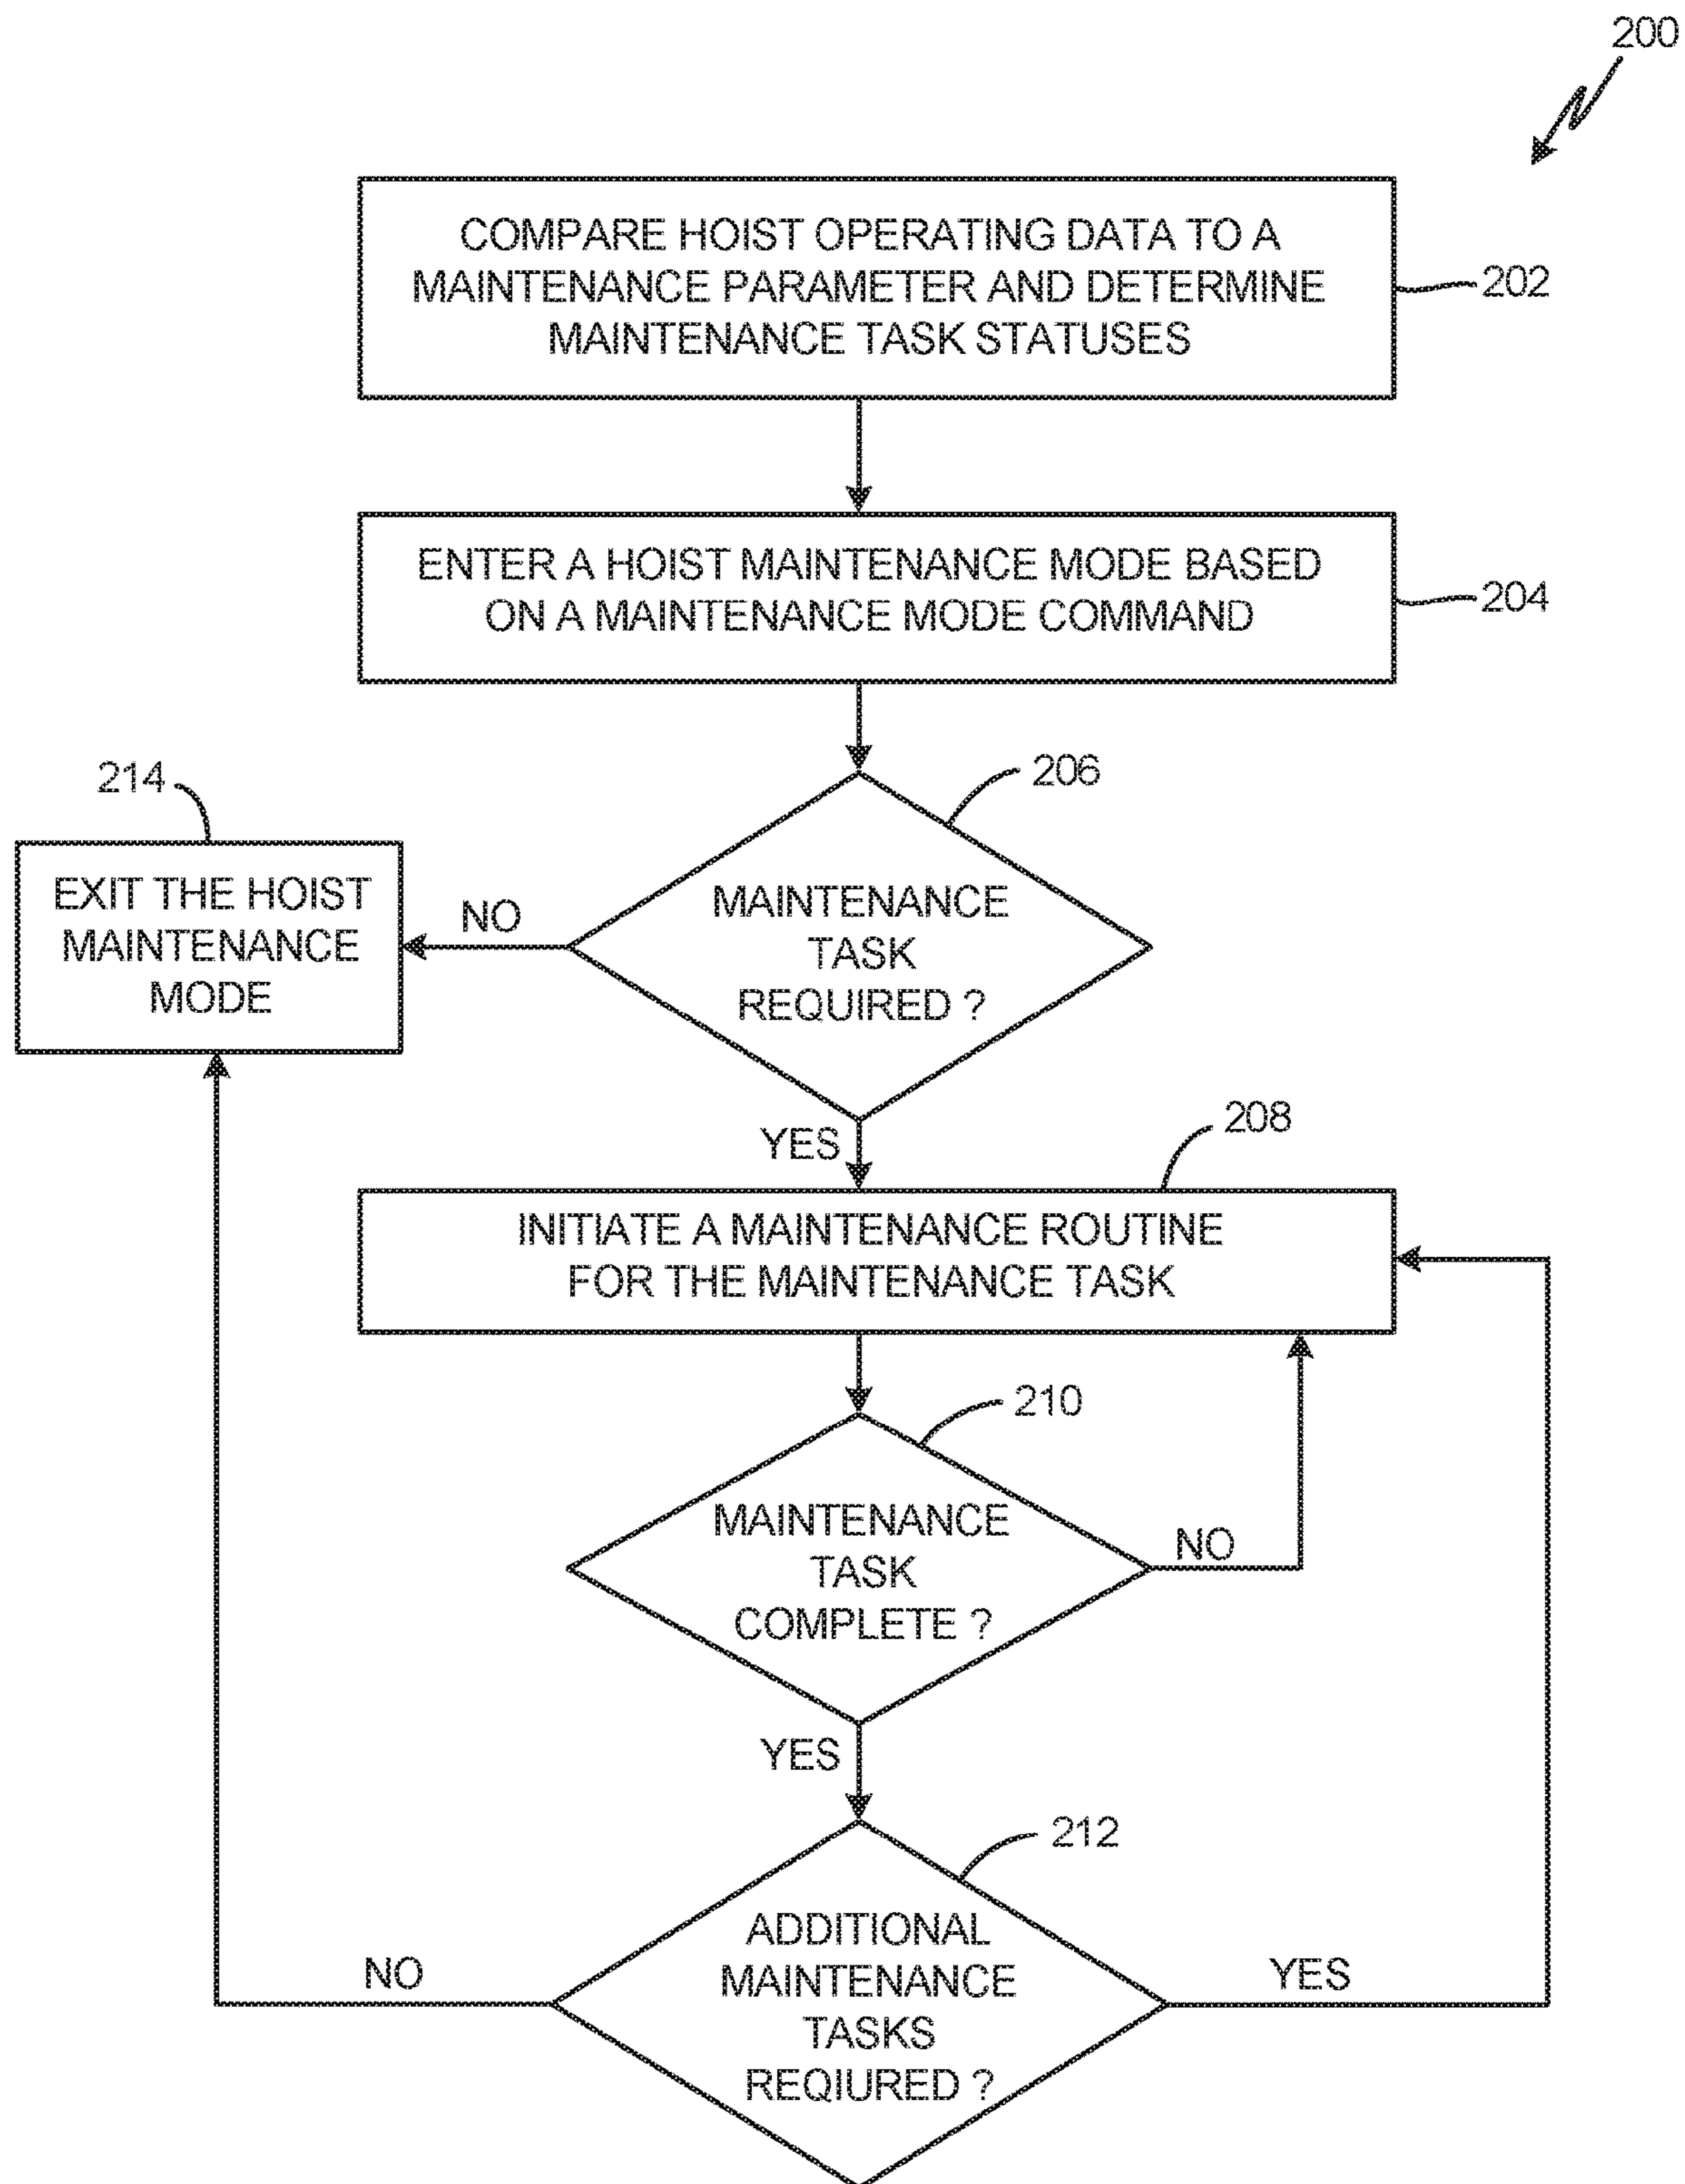 200
COMPARE HOIST OPERATING DATA TO A
MAINTENANCE PARAMETER AND DETERMINE
MAINTENANCE TASK STATUSES
202
ENTER A HOIST MAINTENANCE MODE BASED
ON A MAINTENANCE MODE COMMAND
204
206
MAINTENANCE
TASK
REQUIRED ?
NO
214
EXIT THE HOIST
MAINTENANCE
MODE
YES
208
INITIATE A MAINTENANCE ROUTINE
FOR THE MAINTENANCE TASK
210
MAINTENANCE
TASK
COMPLETE ?
NO
YES
212
ADDITIONAL
MAINTENANCE
TASKS
REQIURED ?
NO
YES